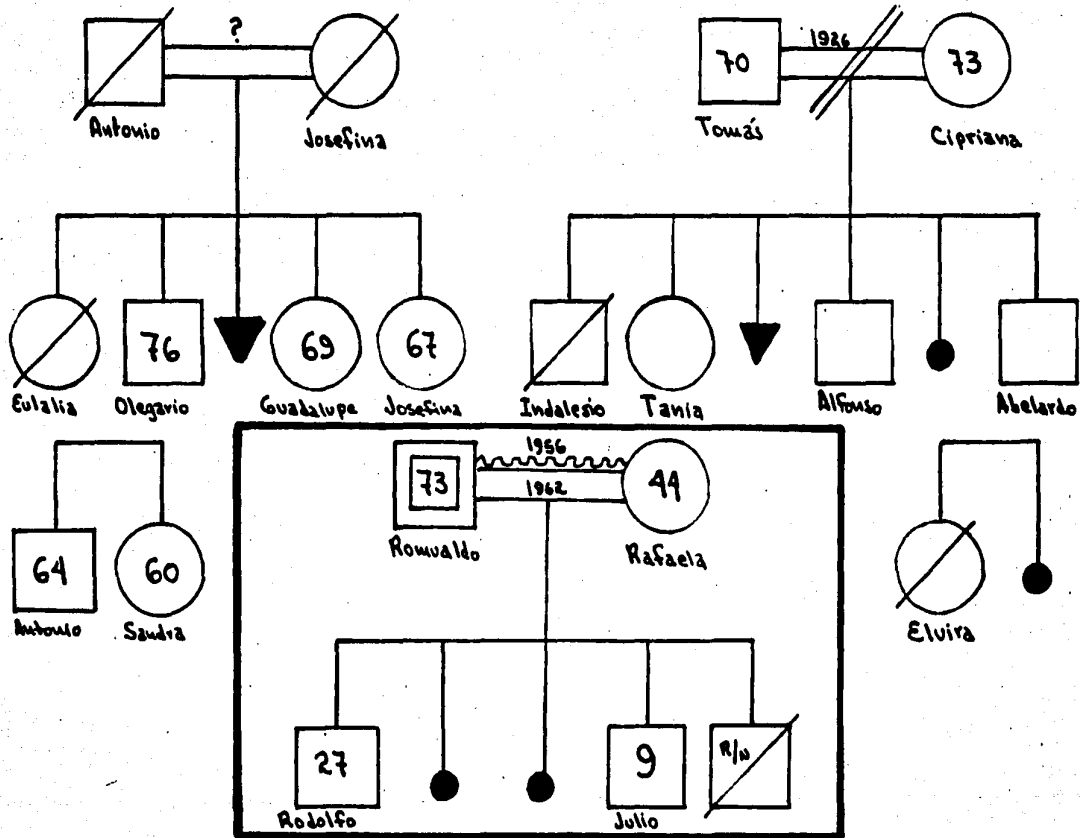 ?
1926
70
73
Antonio
Josefina
Tomás
Cipriana
76
69
67
Eulalia
Olegario
Guadalupe
Josefina
Indalesio
Tania
Alfonso
Abelardo
1956
73
44
1962
Romualdo
Rafaela
64
60
Antonio
Sandra
Elvira
27
9
R/N
Rodolfo
Julio